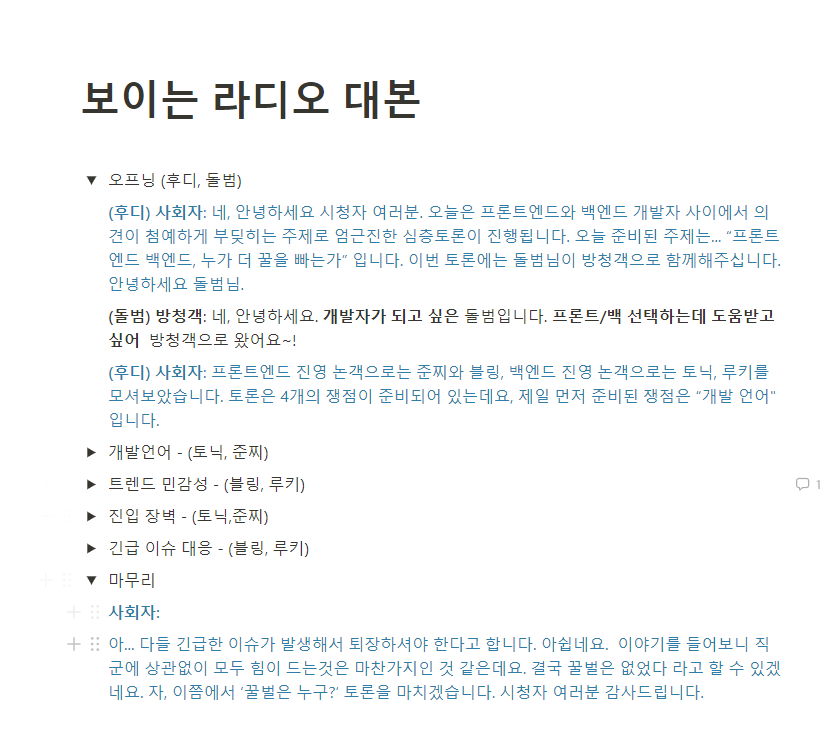 보이는 라디오 대본
오프닝 (후디, 돌범)
(후디) 사회자: 네, 안녕하세요 시청자 여러분. 오늘은 프론트엔드와 백엔드 개발자 사이에서 의
견이 첨예하게 부딪히는 주제로 엄근진한 심층토론이 진행됩니다. 오늘 준비된 주제는... “프론트
엔드 백엔드, 누가 더 꿀을 빠는가” 입니다. 이번 토론에는 돌범님이 방청객으로 함께해주십니다.
안녕하세요 돌범님.
(돌범) 방청객: 네, 안녕하세요. 개발자가 되고 싶은 돌범입니다. 프론트/백 선택하는데 도움받고
싶어  방청객으로 왔어요~!
(후디) 사회자: 프론트엔드 진영 논객으로는 준찌와 블링, 백엔드 진영 논객으로는 토닉, 루키를
모셔보았습니다. 토론은 4개의 쟁점이 준비되어 있는데요, 제일 먼저 준비된 쟁점은 “개발 언어"
입니다.
개발언어 - (토닉, 준찌)
트렌드 민감성 - (블링, 루키)
1
진입 장벽 - (토닉,준찌)
긴급 이슈 대응 - (블링, 루키)
마무리
사회자:
아... 다들 긴급한 이슈가 발생해서 퇴장하셔야 한다고 합니다. 아쉽네요.  이야기를 들어보니 직
군에 상관없이 모두 힘이 드는것은 마찬가지인 것 같은데요. 결국 꿀벌은 없었다 라고 할 수 있겠
네요. 자, 이쯤에서 ‘꿀벌은 누구?’ 토론을 마치겠습니다. 시청자 여러분 감사드립니다.